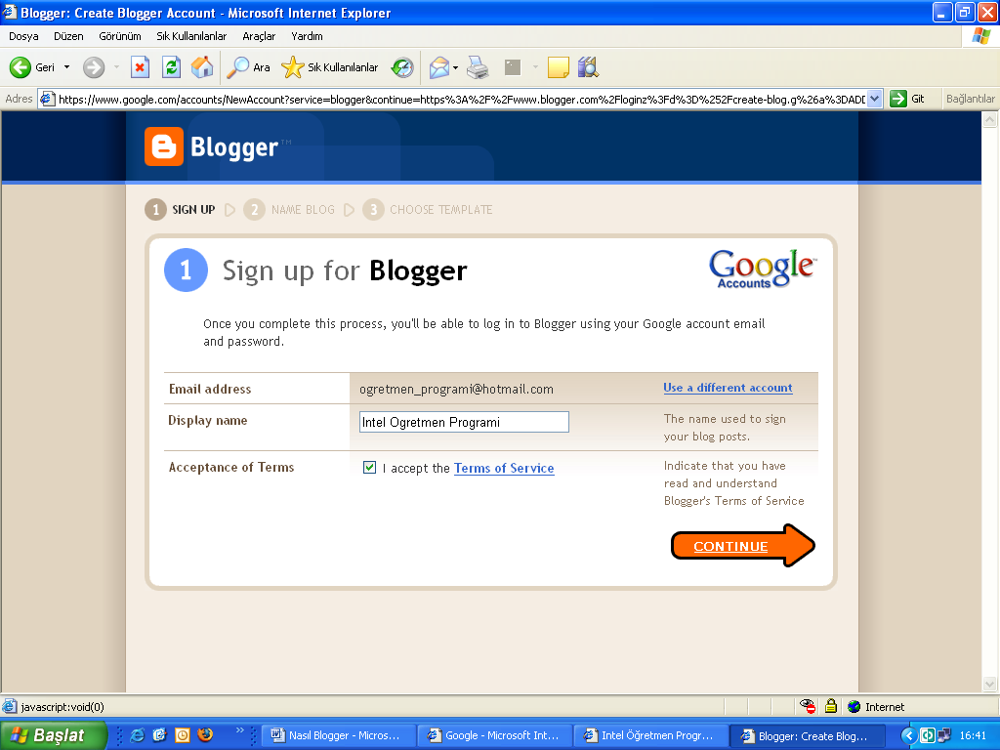 Blogger: Create Blogger Account - Microsoft Internet Explorer
Dosya Düzen Görünüm Sık Kullanılanlar Araçlar Yardım
Geri Ara Sık Kullanılanlar
Adres https://www.google.com/accounts/NewAccount?service=blogger&continue=https%3A%2F%2Fwww.blogger.com%2Floginz%3Fd%3D%252Fcreate-blog.g%26a%3DADD Git Bağlantılar
Blogger™
1 SIGN UP 2 NAME BLOG 3 CHOOSE TEMPLATE
1 Sign up for Blogger
Google
Accounts
Once you complete this process, you'll be able to log in to Blogger using your Google account email
and password.
Email address ogretmen_programi@hotmail.com Use a different account
Display name Intel Ogretmen Programi The name used to sign
your blog posts.
Acceptance of Terms I accept the Terms of Service Indicate that you have
read and understand
Blogger's Terms of Service
CONTINUE
javascript:void(0) Internet
Başlat Nasıl Blogger - Micros... Google - Microsoft Int... Intel Öğretmen Progr... Blogger: Create Blog... 16:41